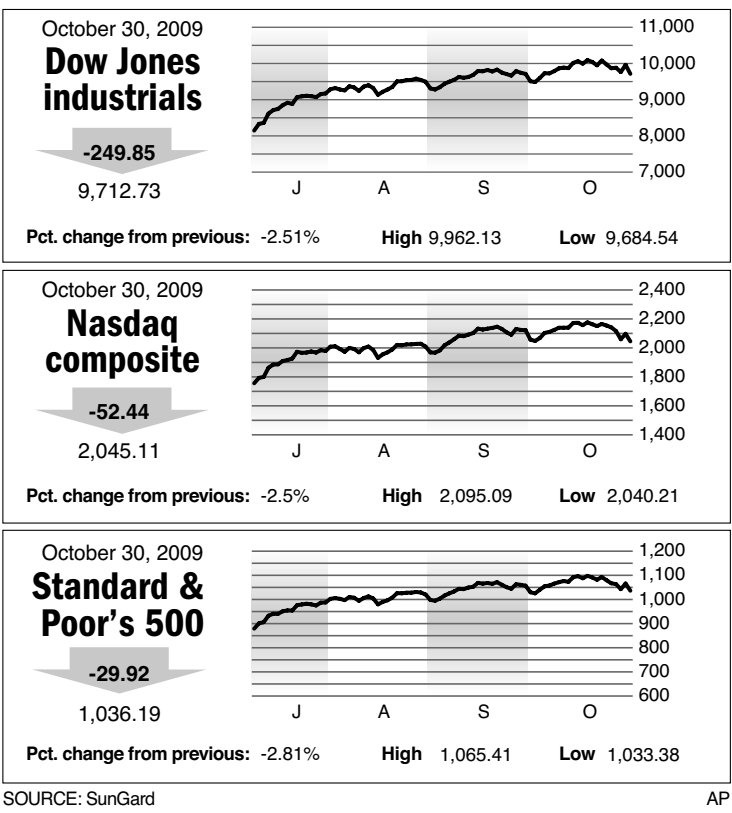 October 30, 2009
Dow Jones
industrials
-249.85
9,712.73
11,000
10,000
9,000
8,000
7,000
J A S O
Pct. change from previous: -2.51% High 9,962.13 Low 9,684.54
October 30, 2009
Nasdaq
composite
-52.44
2,045.11
2,400
2,200
2,000
1,800
1,600
1,400
J A S O
Pct. change from previous: -2.5% High 2,095.09 Low 2,040.21
October 30, 2009
Standard &
Poor's 500
-29.92
1,036.19
1,200
1,100
1,000
900
800
700
600
J A S O
Pct. change from previous: -2.81% High 1,065.41 Low 1,033.38
SOURCE: SunGard AP